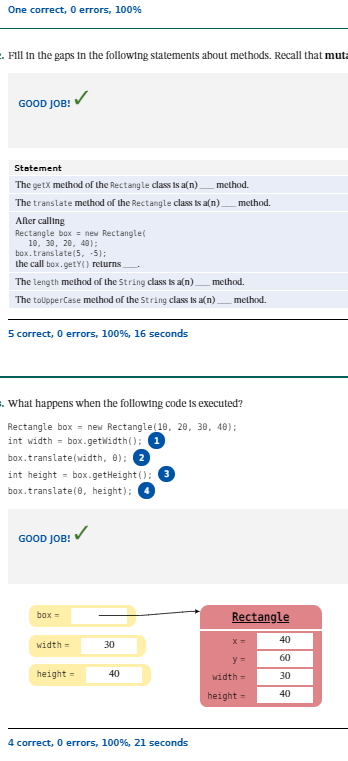 One correct, 0 errors, 100%
. Fill in the gaps in the following statements about methods. Recall that muta
GOOD JOB! ✓
Statement
The getX method of the Rectangle class is a(n) ___ method.
The translate method of the Rectangle class is a(n) ___ method.
After calling
Rectangle box = new Rectangle(
10, 30, 20, 40);
box.translate(5, -5);
the call box.getY() returns ___.
The length method of the String class is a(n) ___ method.
The toUpperCase method of the String class is a(n) ___ method.
5 correct, 0 errors, 100%, 16 seconds
. What happens when the following code is executed?
Rectangle box = new Rectangle(10, 20, 30, 40);
int width = box.getWidth(); 1
box.translate(width, 0); 2
int height = box.getHeight(); 3
box.translate(0, height); 4
GOOD JOB! ✓
box =
width = 30
height = 40
Rectangle
x = 40
y = 60
width = 30
height = 40
4 correct, 0 errors, 100%, 21 seconds